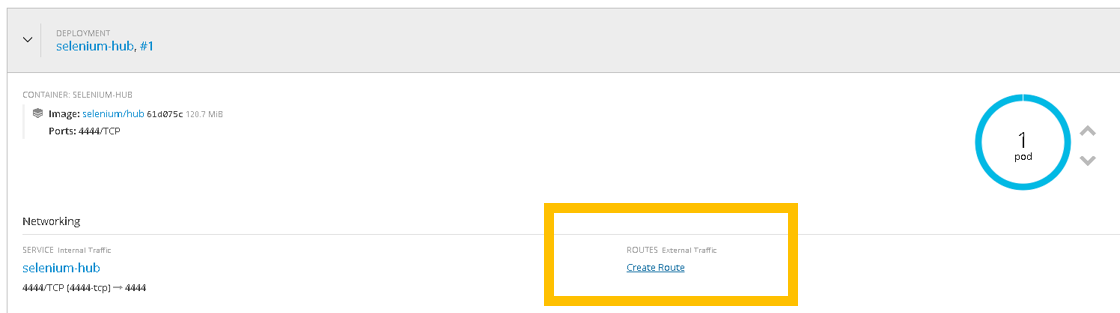 DEPLOYMENT
selenium-hub, #1
CONTAINER: SELENIUM-HUB
Image: selenium/hub 61d075c 120.7 MiB
Ports: 4444/TCP
1
pod
Networking
SERVICE Internal Traffic
selenium-hub
4444/TCP (4444-tcp) → 4444
ROUTES External Traffic
Create Route